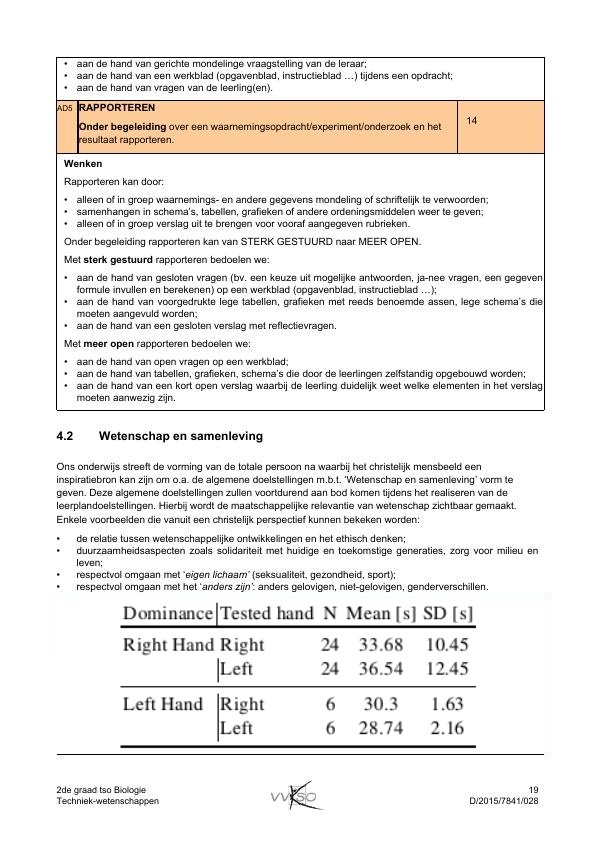 • aan de hand van gerichte mondelinge vraagstelling van de leraar;
• aan de hand van een werkblad (opgavenblad, instructieblad …) tijdens een opdracht;
• aan de hand van vragen van de leerling(en).
AD5 RAPPORTEREN 14
Onder begeleiding over een waarnemingsopdracht/experiment/onderzoek en het
resultaat rapporteren.
Wenken
Rapporteren kan door:
• alleen of in groep waarnemings- en andere gegevens mondeling of schriftelijk te verwoorden;
• samenhangen in schema's, tabellen, grafieken of andere ordeningsmiddelen weer te geven;
• alleen of in groep verslag uit te brengen voor vooraf aangegeven rubrieken.
Onder begeleiding rapporteren kan van STERK GESTUURD naar MEER OPEN.
Met sterk gestuurd rapporteren bedoelen we:
• aan de hand van gesloten vragen (bv. een keuze uit mogelijke antwoorden, ja-nee vragen, een gegeven
formule invullen en berekenen) op een werkblad (opgavenblad, instructieblad …);
• aan de hand van voorgedrukte lege tabellen, grafieken met reeds benoemde assen, lege schema's die
moeten aangevuld worden;
• aan de hand van een gesloten verslag met reflectievragen.
Met meer open rapporteren bedoelen we:
• aan de hand van open vragen op een werkblad;
• aan de hand van tabellen, grafieken, schema's die door de leerlingen zelfstandig opgebouwd worden;
• aan de hand van een kort open verslag waarbij de leerling duidelijk weet welke elementen in het verslag
moeten aanwezig zijn.
4.2 Wetenschap en samenleving
Ons onderwijs streeft de vorming van de totale persoon na waarbij het christelijk mensbeeld een
inspiratiebron kan zijn om o.a. de algemene doelstellingen m.b.t. 'Wetenschap en samenleving' vorm te
geven. Deze algemene doelstellingen zullen voortdurend aan bod komen tijdens het realiseren van de
leerplandoelstellingen. Hierbij wordt de maatschappelijke relevantie van wetenschap zichtbaar gemaakt.
Enkele voorbeelden die vanuit een christelijk perspectief kunnen bekeken worden:
• de relatie tussen wetenschappelijke ontwikkelingen en het ethisch denken;
• duurzaamheidsaspecten zoals solidariteit met huidige en toekomstige generaties, zorg voor milieu en
leven;
• respectvol omgaan met 'eigen lichaam' (seksualiteit, gezondheid, sport);
• respectvol omgaan met het 'anders zijn': anders gelovigen, niet-gelovigen, genderverschillen.
Dominance Tested hand N Mean [s] SD [s]
Right Hand Right 24 33.68 10.45
Left 24 36.54 12.45
Left Hand Right 6 30.3 1.63
Left 6 28.74 2.16
2de graad tso Biologie 19
Techniek-wetenschappen D/2015/7841/028
vvkso